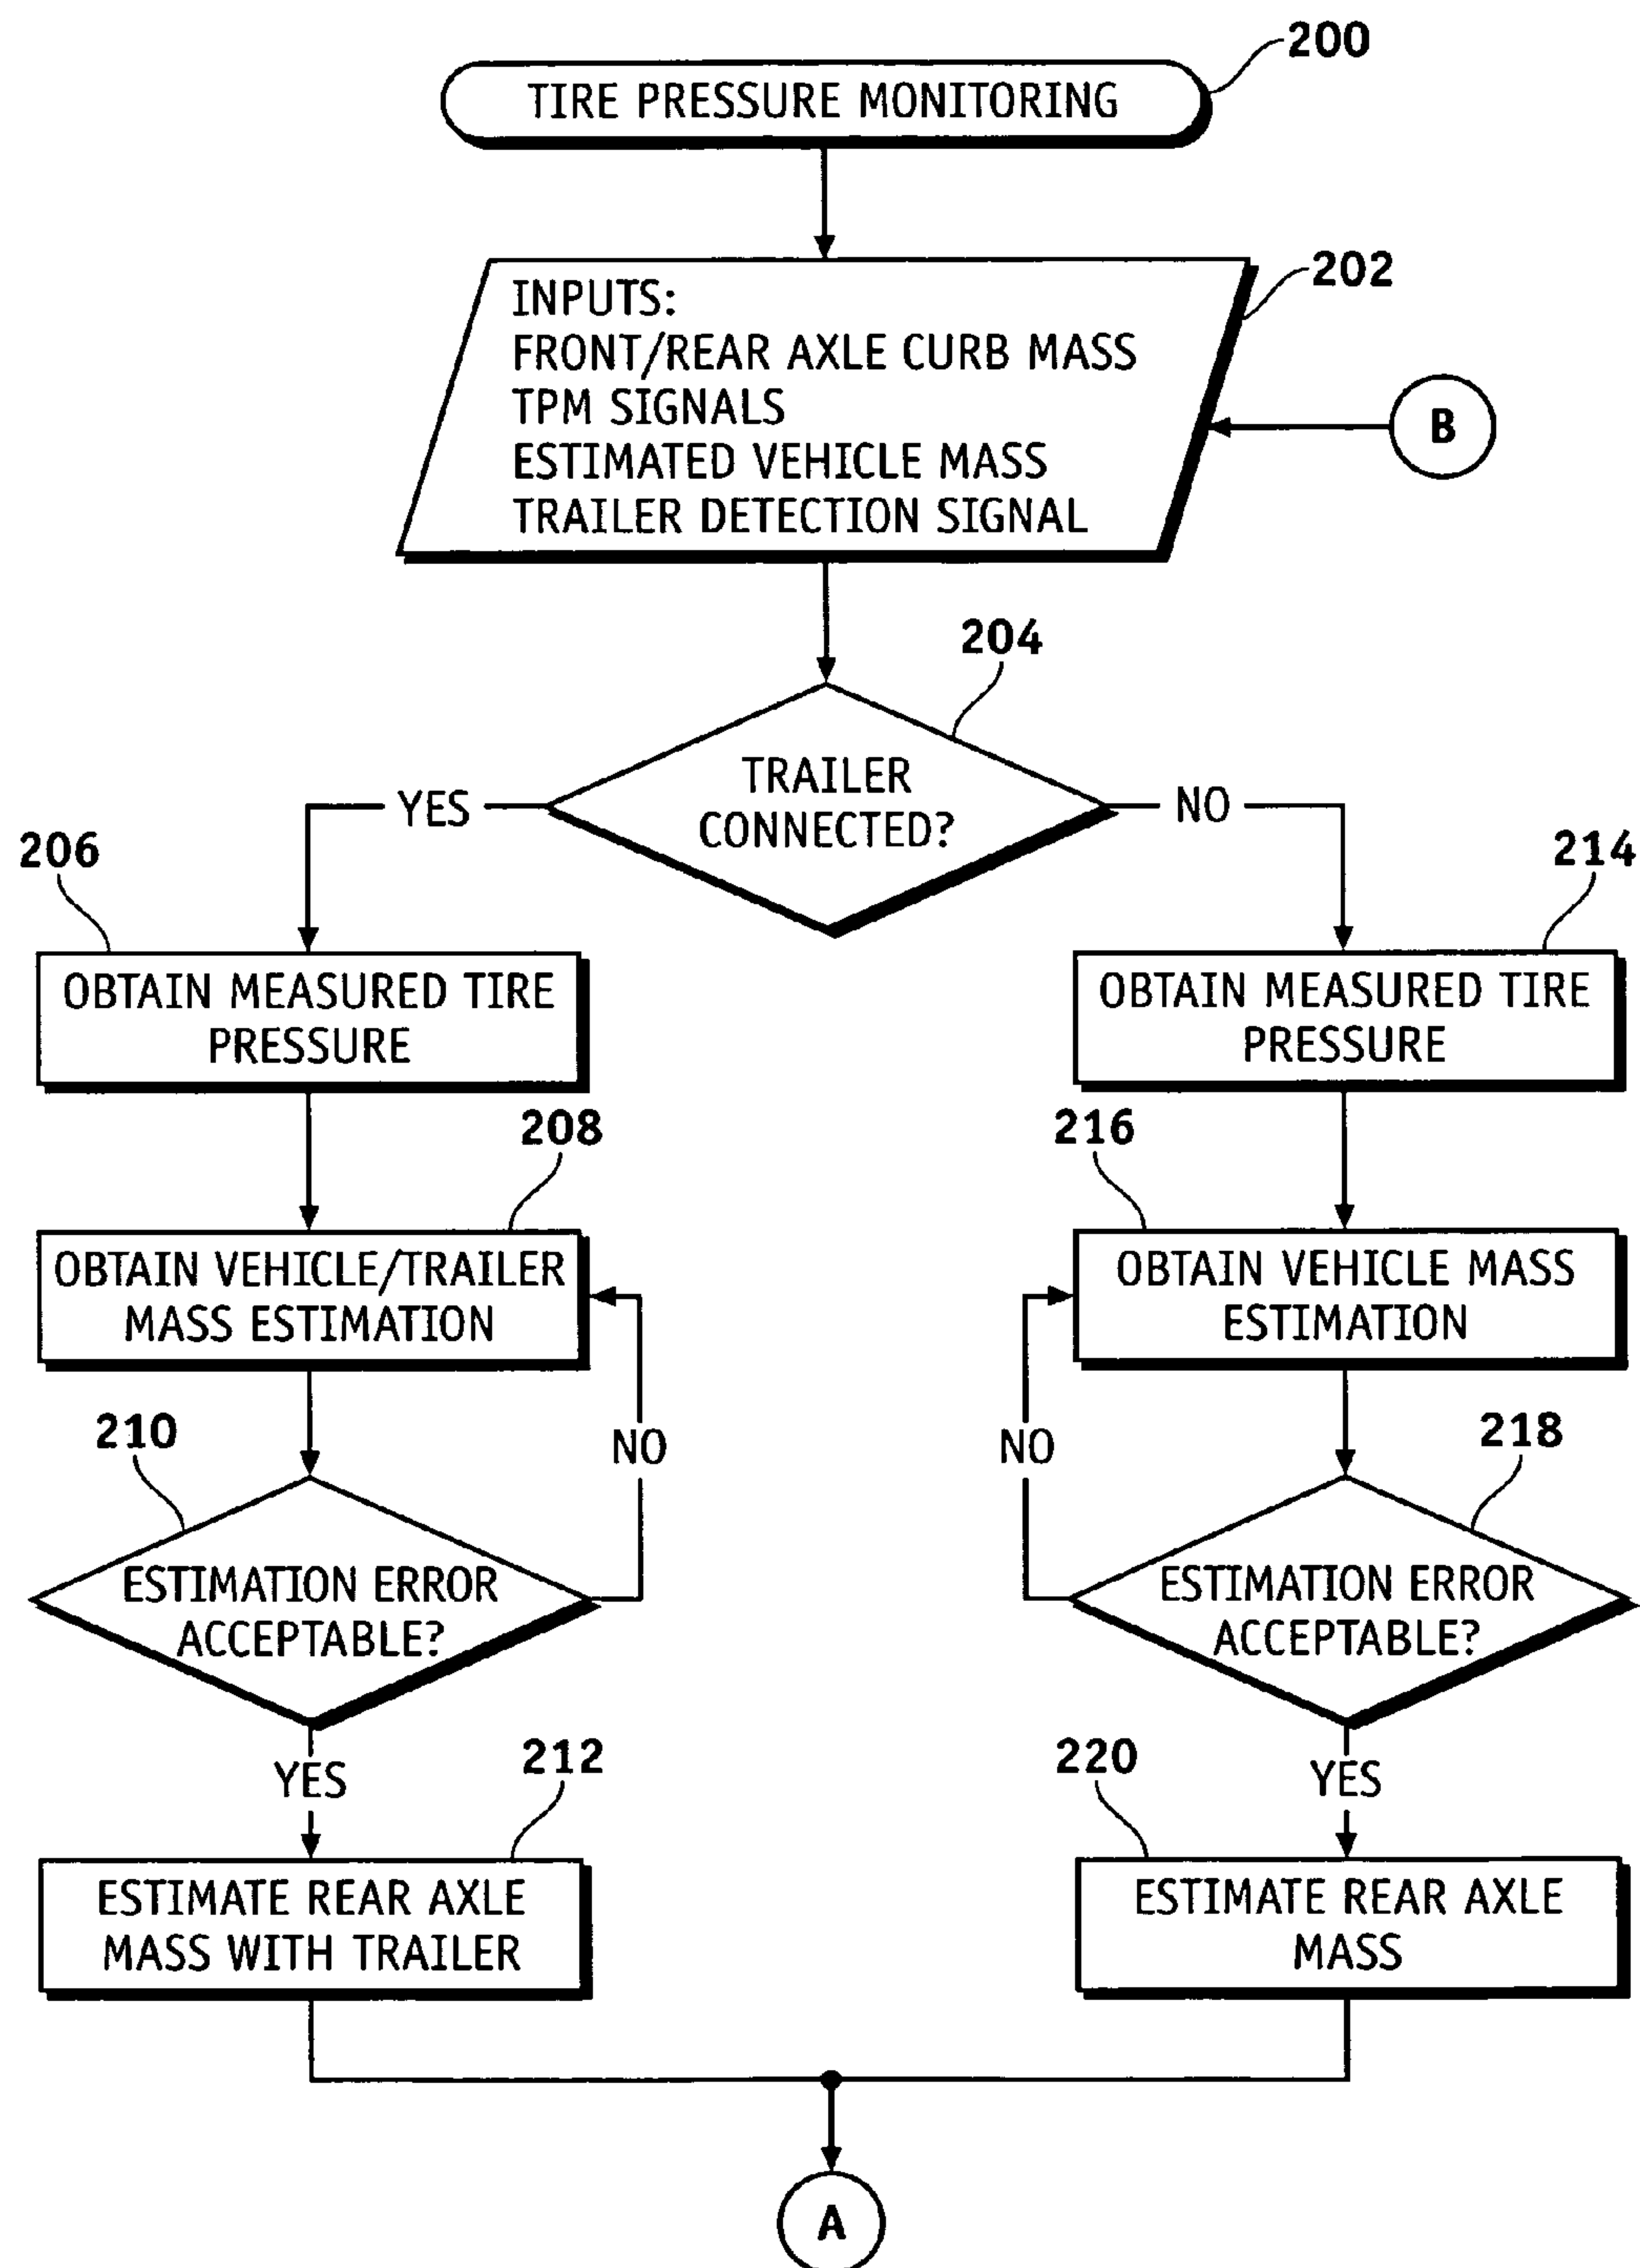 200
TIRE PRESSURE MONITORING
202
INPUTS:
FRONT/REAR AXLE CURB MASS
TPM SIGNALS
ESTIMATED VEHICLE MASS
TRAILER DETECTION SIGNAL
B
204
TRAILER
CONNECTED?
YES
NO
206
OBTAIN MEASURED TIRE
PRESSURE
214
OBTAIN MEASURED TIRE
PRESSURE
208
OBTAIN VEHICLE/TRAILER
MASS ESTIMATION
216
OBTAIN VEHICLE MASS
ESTIMATION
210
NO
ESTIMATION ERROR
ACCEPTABLE?
NO
218
ESTIMATION ERROR
ACCEPTABLE?
YES
212
ESTIMATE REAR AXLE
MASS WITH TRAILER
220
YES
ESTIMATE REAR AXLE
MASS
A